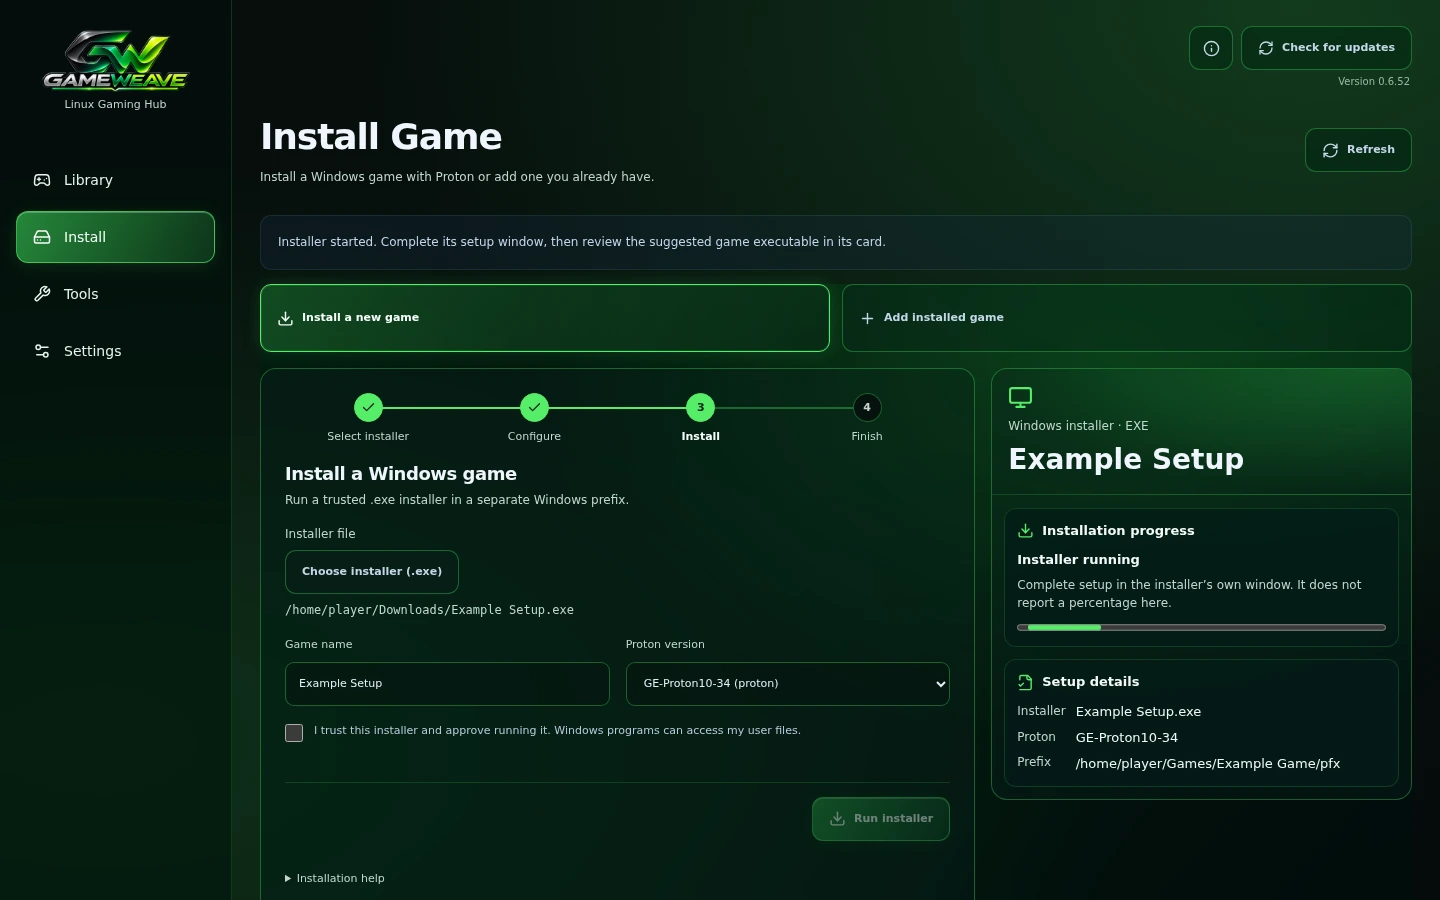 GAMEWEAVE
Linux Gaming Hub
Library
Install
Tools
Settings
Check for updates
Version 0.6.52
Install Game
Install a Windows game with Proton or add one you already have.
Refresh
Installer started. Complete its setup window, then review the suggested game executable in its card.
Install a new game
Add installed game
3
4
Select installer
Configure
Install
Finish
Install a Windows game
Run a trusted .exe installer in a separate Windows prefix.
Installer file
Choose installer (.exe)
/home/player/Downloads/Example Setup.exe
Game name
Proton version
Example Setup
GE-Proton10-34 (proton)
I trust this installer and approve running it. Windows programs can access my user files.
Run installer
Installation help
Windows installer · EXE
Example Setup
Installation progress
Installer running
Complete setup in the installer’s own window. It does not
report a percentage here.
Setup details
Installer Example Setup.exe
Proton GE-Proton10-34
Prefix /home/player/Games/Example Game/pfx